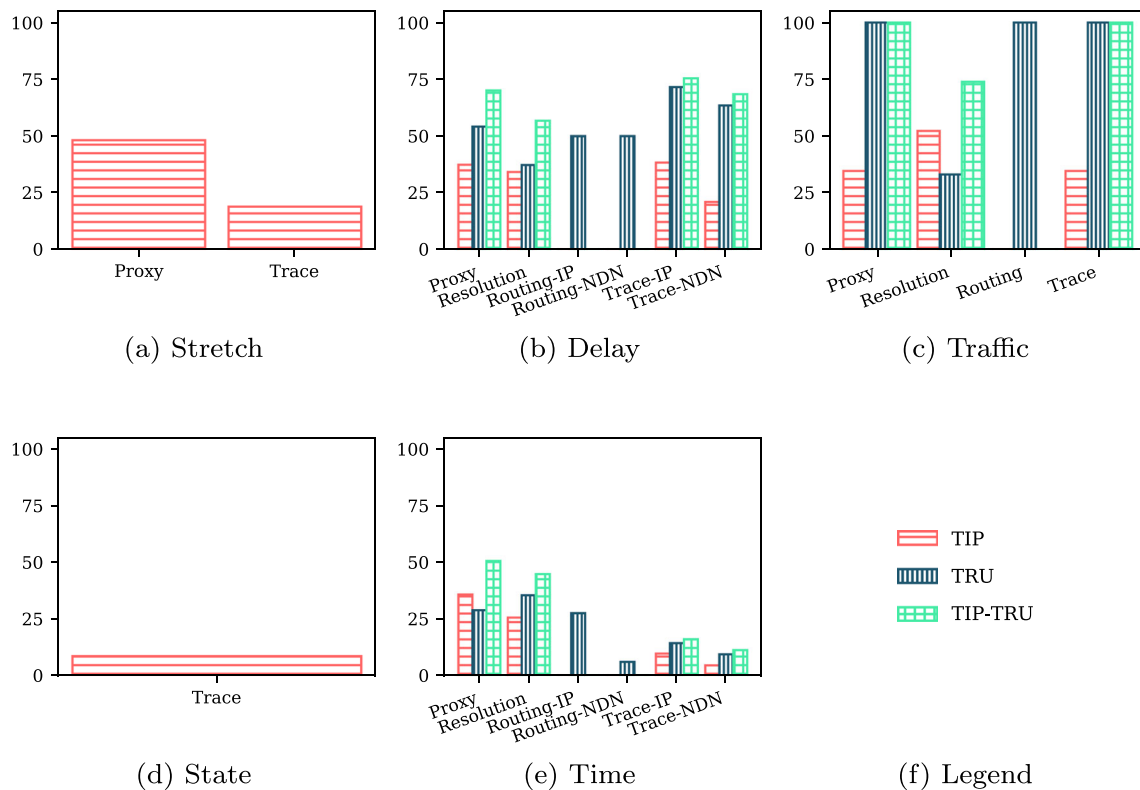 100
75
50
25
0
Proxy
Trace
(a) Stretch
100
75
50
25
0
Proxy
Resolution
Routing-IP
Routing-NDN
Trace-IP
Trace-NDN
(b) Delay
100
75
50
25
0
Proxy
Resolution
Routing
Trace
(c) Traffic
100
75
50
25
0
Trace
(d) State
100
75
50
25
0
Proxy
Resolution
Routing-IP
Routing-NDN
Trace-IP
Trace-NDN
(e) Time
TIP
TRU
TIP-TRU
(f) Legend